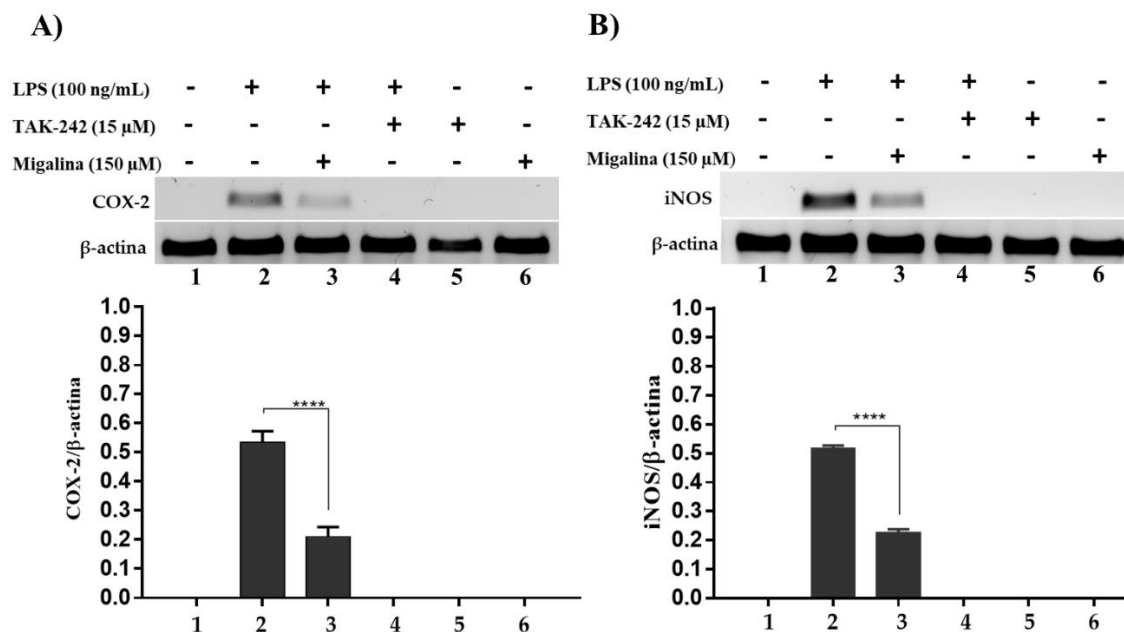 A)
LPS (100 ng/mL) - + + + - -
TAK-242 (15 µM) - - - + + -
Migalina (150 µM) - - + - - +
COX-2
β-actina
1 2 3 4 5 6
COX-2/β-actina
1.0
0.9
0.8
0.7
0.6
0.5
0.4
0.3
0.2
0.1
0.0
****
1 2 3 4 5 6
B)
LPS (100 ng/mL) - + + + - -
TAK-242 (15 µM) - - - + + -
Migalina (150 µM) - - + - - +
iNOS
β-actina
1 2 3 4 5 6
iNOS/β-actina
1.0
0.9
0.8
0.7
0.6
0.5
0.4
0.3
0.2
0.1
0.0
****
1 2 3 4 5 6